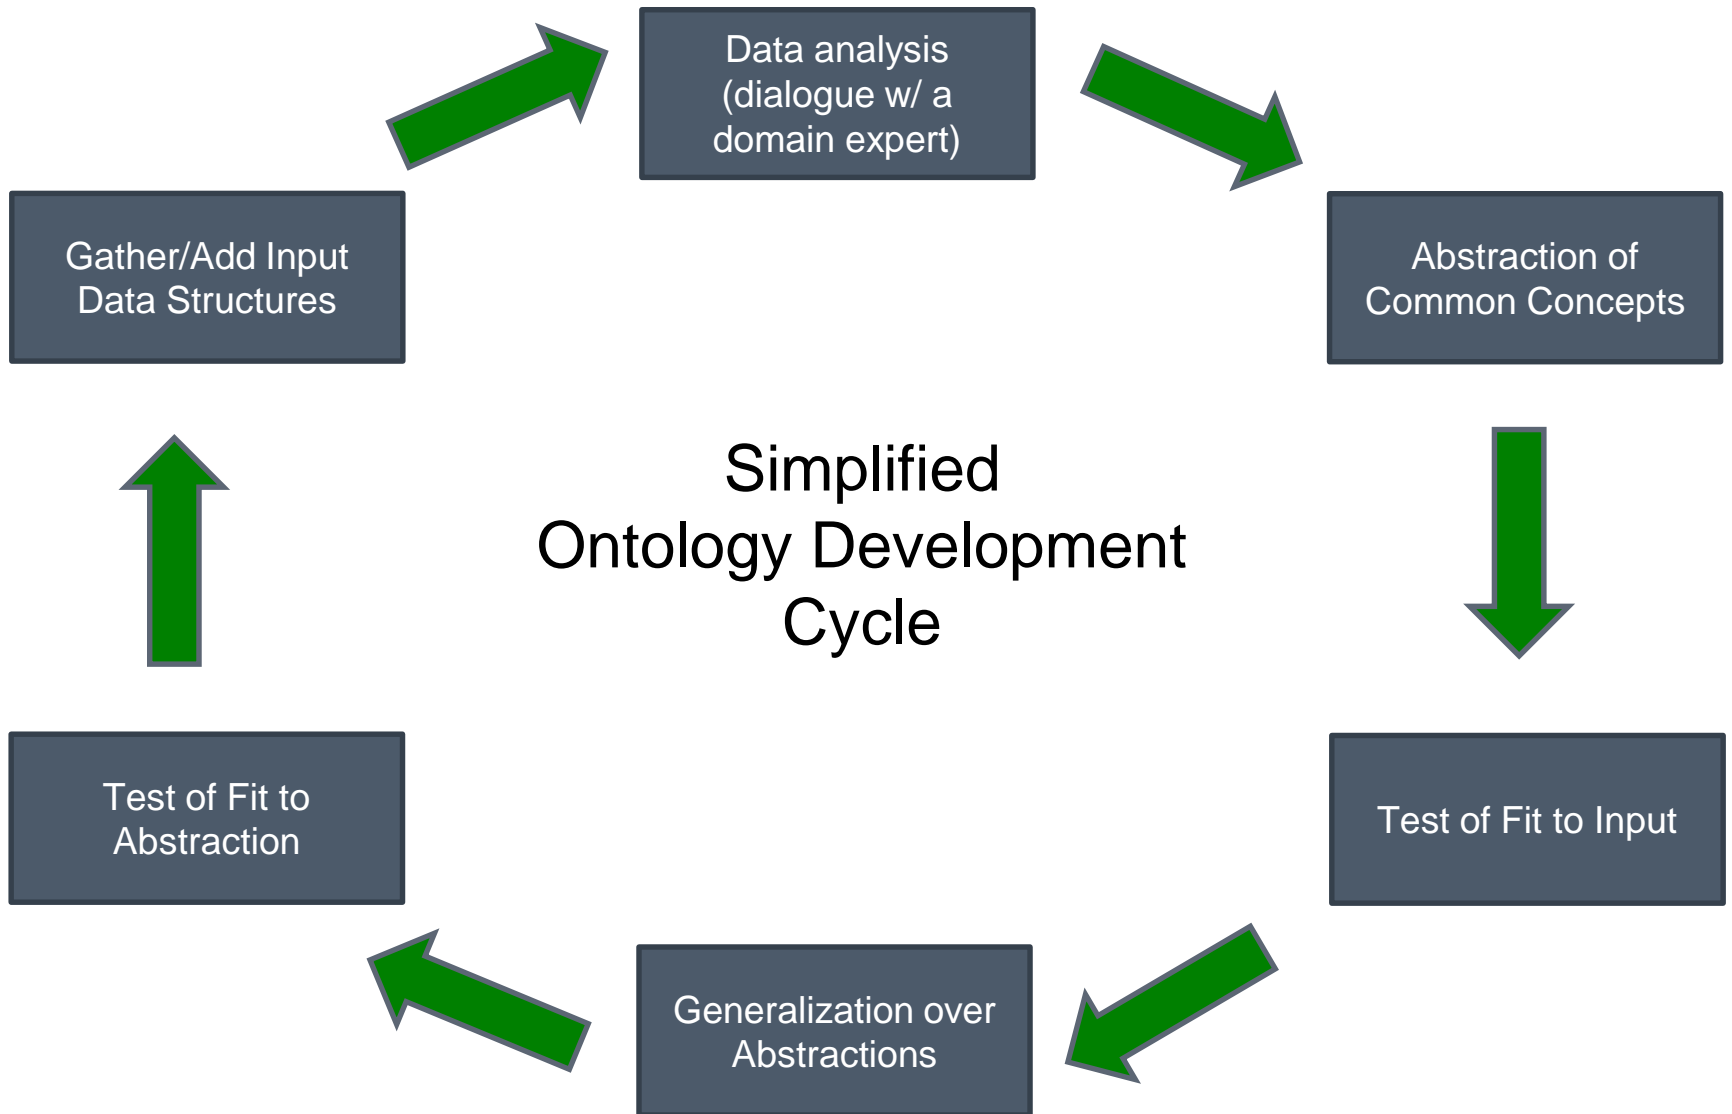 Data analysis
(dialogue w/ a
domain expert)
Gather/Add Input
Data Structures
Abstraction of
Common Concepts
Simplified
Ontology Development
Cycle
Test of Fit to
Abstraction
Test of Fit to Input
Generalization over
Abstractions